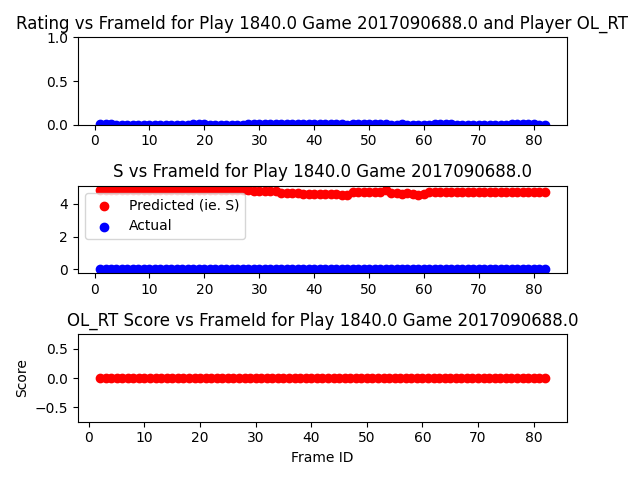 Rating vs FrameId for Play 1840.0 Game 2017090688.0 and Player OL_RT
1.0
0.5
0.0
0 10 20 30 40 50 60 70 80
S vs FrameId for Play 1840.0 Game 2017090688.0
4
2
0
Predicted (ie. S)
Actual
0 10 20 30 40 50 60 70 80
OL_RT Score vs FrameId for Play 1840.0 Game 2017090688.0
Score
0.5
0.0
−0.5
0 10 20 30 40 50 60 70 80
Frame ID